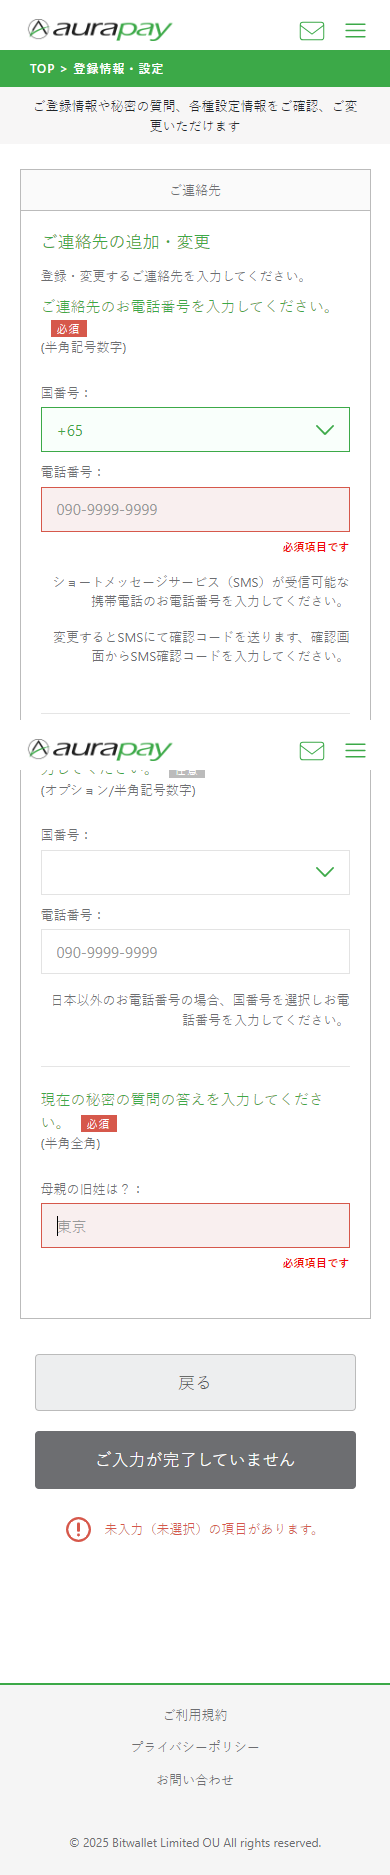 aurapay
TOP > 登録情報・設定
ご登録情報や秘密の質問、各種設定情報をご確認、ご変
更いただけます
ご連絡先
ご連絡先の追加・変更
登録・変更するご連絡先を入力してください。
ご連絡先のお電話番号を入力してください。
必須
(半角記号数字)
国番号：
+65
電話番号：
090-9999-9999
必須項目です
ショートメッセージサービス（SMS）が受信可能な
携帯電話のお電話番号を入力してください。
変更するとSMSにて確認コードを送ります、確認画
面からSMS確認コードを入力してください。
aurapay
力してください。 任意
(オプション/半角記号数字)
国番号：
電話番号：
090-9999-9999
日本以外のお電話番号の場合、国番号を選択しお電
話番号を入力してください。
現在の秘密の質問の答えを入力してくださ
い。 必須
(半角全角)
母親の旧姓は？：
東京
必須項目です
戻る
ご入力が完了していません
未入力（未選択）の項目があります。
ご利用規約
プライバシーポリシー
お問い合わせ
© 2025 Bitwallet Limited OU All rights reserved.